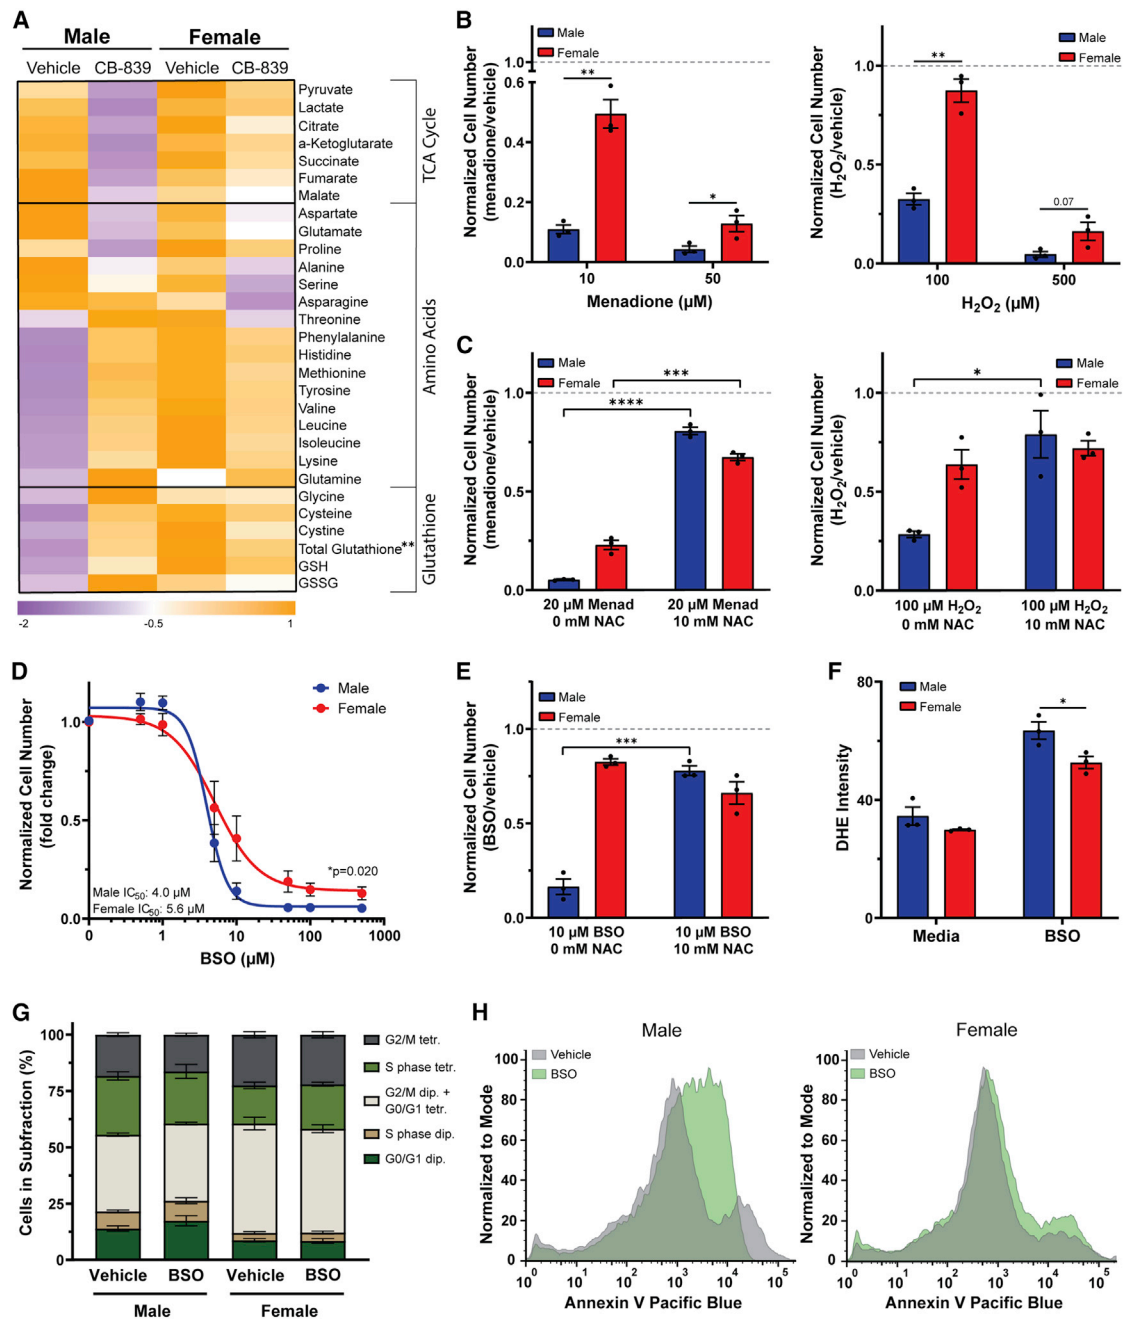 A
Male Female
Vehicle CB-839 Vehicle CB-839
Pyruvate
Lactate
Citrate
a-Ketoglutarate
Succinate
Fumarate
Malate
TCA Cycle
Aspartate
Glutamate
Proline
Alanine
Serine
Asparagine
Threonine
Phenylalanine
Histidine
Methionine
Tyrosine
Valine
Leucine
Isoleucine
Lysine
Glutamine
Amino Acids
Glycine
Cysteine
Cystine
Total Glutathione**
GSH
GSSG
Glutathione
-2 -0.5 1
B
Normalized Cell Number
(menadione/vehicle)
Male
Female
1.0
0.6
0.4
0.2
0.0
**
*
10 50
Menadione (µM)
Normalized Cell Number
(H2O2/vehicle)
Male
Female
1.0
0.5
0.0
**
0.07
100 500
H2O2 (µM)
C
Normalized Cell Number
(menadione/vehicle)
Male
Female
1.0
0.5
0.0
***
****
20 µM Menad 20 µM Menad
0 mM NAC 10 mM NAC
Normalized Cell Number
(H2O2/vehicle)
Male
Female
1.0
0.5
0.0
*
100 µM H2O2 100 µM H2O2
0 mM NAC 10 mM NAC
D
Normalized Cell Number
(fold change)
Male
Female
1.0
0.5
0.0
*p=0.020
Male IC50: 4.0 µM
Female IC50: 5.6 µM
0 1 10 100 1000
BSO (µM)
E
Normalized Cell Number
(BSO/vehicle)
Male
Female
1.0
0.5
0.0
***
10 µM BSO 10 µM BSO
0 mM NAC 10 mM NAC
F
DHE Intensity
Male
Female
80
40
0
*
Media BSO
G
Cells in Subfraction (%)
100
75
50
25
0
G2/M tetr.
S phase tetr.
G2/M dip. +
G0/G1 tetr.
S phase dip.
G0/G1 dip.
Vehicle BSO Vehicle BSO
Male Female
H
Male
Normalized to Mode
Vehicle
BSO
100
80
60
40
20
0
10^0 10^1 10^2 10^3 10^4 10^5
Annexin V Pacific Blue
Female
Normalized to Mode
Vehicle
BSO
100
80
60
40
20
0
10^0 10^1 10^2 10^3 10^4 10^5
Annexin V Pacific Blue